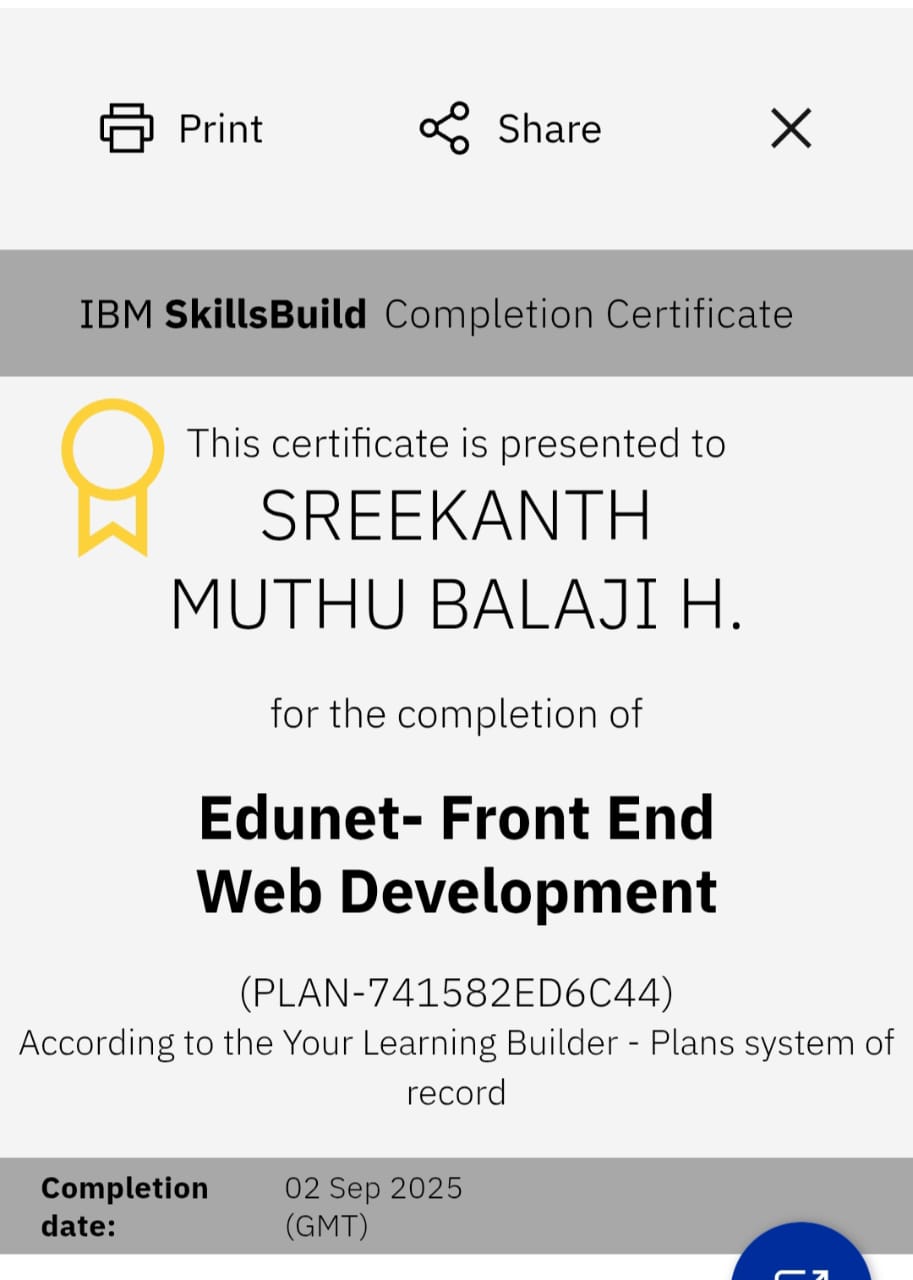 Print
Share
IBM SkillsBuild Completion Certificate
This certificate is presented to
SREEKANTH
MUTHU BALAJI H.
for the completion of
Edunet- Front End
Web Development
(PLAN-741582ED6C44)
According to the Your Learning Builder - Plans system of
record
Completion date:
02 Sep 2025 (GMT)